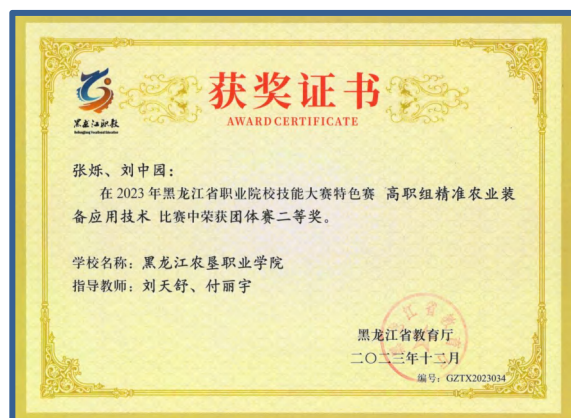 获奖证书
AWARD CERTIFICATE
黑龙江职教
张烁、刘中园：
在 2023 年黑龙江省职业院校技能大赛特色赛 高职组精准农业装
备应用技术 比赛中荣获团体赛二等奖。
学校名称：黑龙江农垦职业学院
指导教师：刘天舒、付丽宇
黑龙江省教育厅
二〇二三年十二月
编号：GZTX2023034